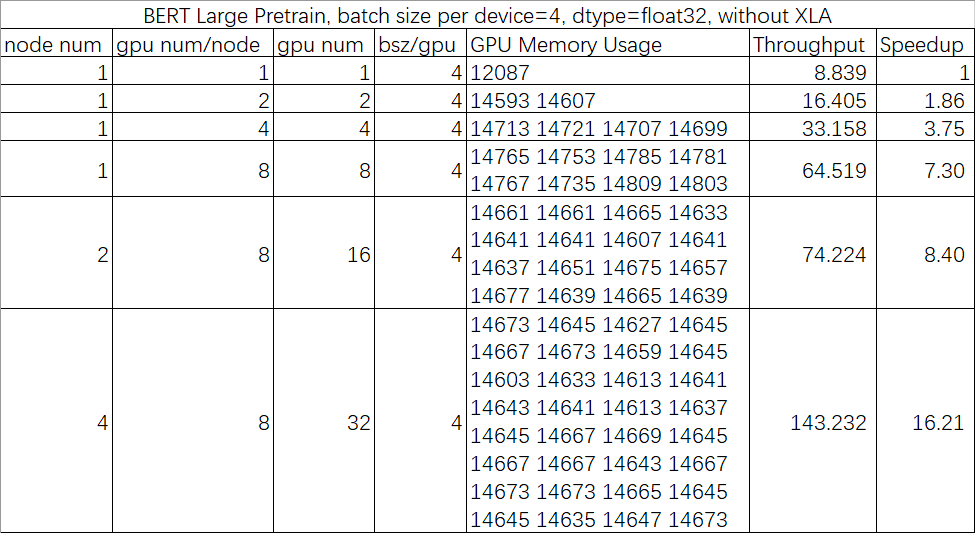 BERT Large Pretrain, batch size per device=4, dtype=float32, without XLA
node num gpu num/node gpu num bsz/gpu GPU Memory Usage Throughput Speedup
1 1 1 4 12087 8.839 1
1 2 2 4 14593 14607 16.405 1.86
1 4 4 4 14713 14721 14707 14699 33.158 3.75
1 8 8 4 14765 14753 14785 14781 64.519 7.30
14767 14735 14809 14803
2 8 16 4 14661 14661 14665 14633 74.224 8.40
14641 14641 14607 14641
14637 14651 14675 14657
14677 14639 14665 14639
4 8 32 4 14673 14645 14627 14645 143.232 16.21
14667 14673 14659 14645
14603 14633 14613 14641
14643 14641 14613 14637
14645 14667 14669 14645
14667 14667 14643 14667
14673 14673 14665 14645
14645 14635 14647 14673